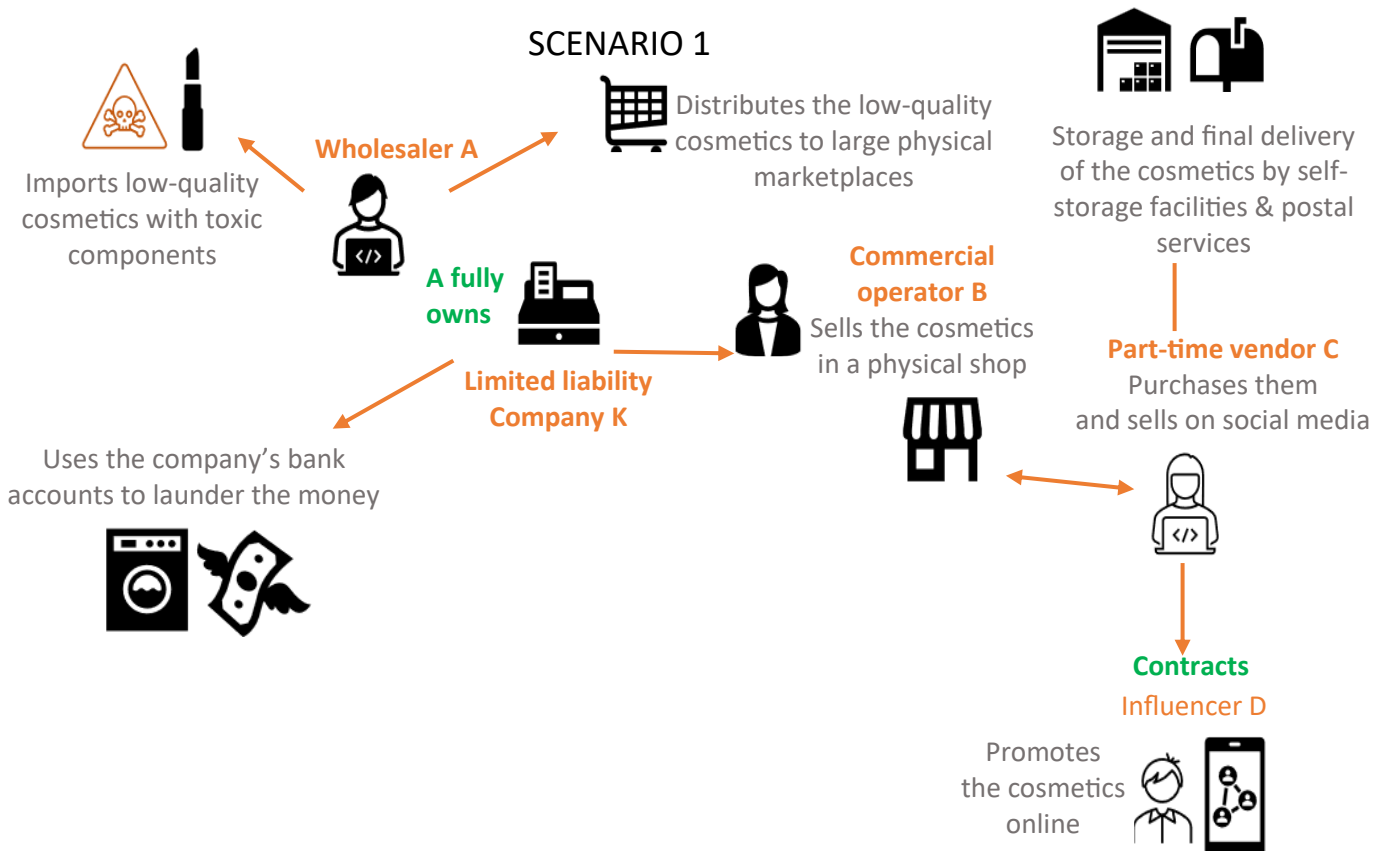 SCENARIO 1
Wholesaler A
Imports low-quality
cosmetics with toxic
components
Distributes the low-quality
cosmetics to large physical
marketplaces
Storage and final delivery
of the cosmetics by self-
storage facilities & postal
services
A fully
owns
Limited liability
Company K
Commercial
operator B
Sells the cosmetics
in a physical shop
Part-time vendor C
Purchases them
and sells on social media
Uses the company’s bank
accounts to launder the money
Contracts
Influencer D
Promotes
the cosmetics
online